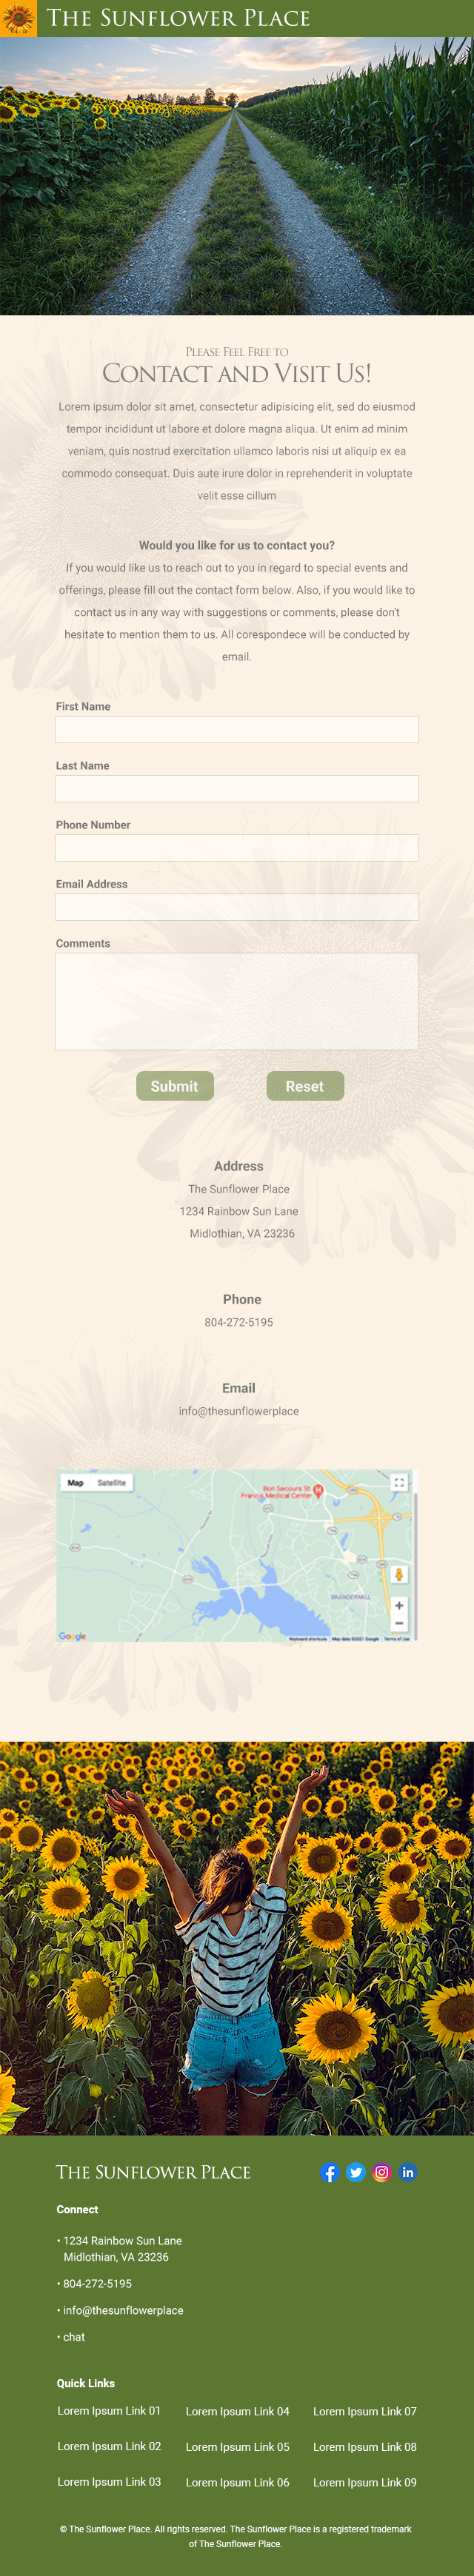 The Sunflower Place
Please Feel Free to
Contact and Visit Us!
Lorem ipsum dolor sit amet, consectetur adipisicing elit, sed do eiusmod
tempor incididunt ut labore et dolore magna aliqua. Ut enim ad minim
veniam, quis nostrud exercitation ullamco laboris nisi ut aliquip ex ea
commodo consequat. Duis aute irure dolor in reprehenderit in voluptate
velit esse cillum
Would you like for us to contact you?
If you would like us to reach out to you in regard to special events and
offerings, please fill out the contact form below. Also, if you would like to
contact us in any way with suggestions or comments, please don't
hesitate to mention them to us. All corespondece will be conducted by
email.
First Name
Last Name
Phone Number
Email Address
Comments
Submit Reset
Address
The Sunflower Place
1234 Rainbow Sun Lane
Midlothian, VA 23236
Phone
804-272-5195
Email
info@thesunflowerplace
Map Satellite
Bon Secours St.
Francis Medical Center
H
BRANDERMILL
Google Keyboard shortcuts Map data ©2021 Google Terms of Use
The Sunflower Place
Connect
• 1234 Rainbow Sun Lane
Midlothian, VA 23236
• 804-272-5195
• info@thesunflowerplace
• chat
Quick Links
Lorem Ipsum Link 01 Lorem Ipsum Link 04 Lorem Ipsum Link 07
Lorem Ipsum Link 02 Lorem Ipsum Link 05 Lorem Ipsum Link 08
Lorem Ipsum Link 03 Lorem Ipsum Link 06 Lorem Ipsum Link 09
© The Sunflower Place. All rights reserved. The Sunflower Place is a registered trademark
of The Sunflower Place.